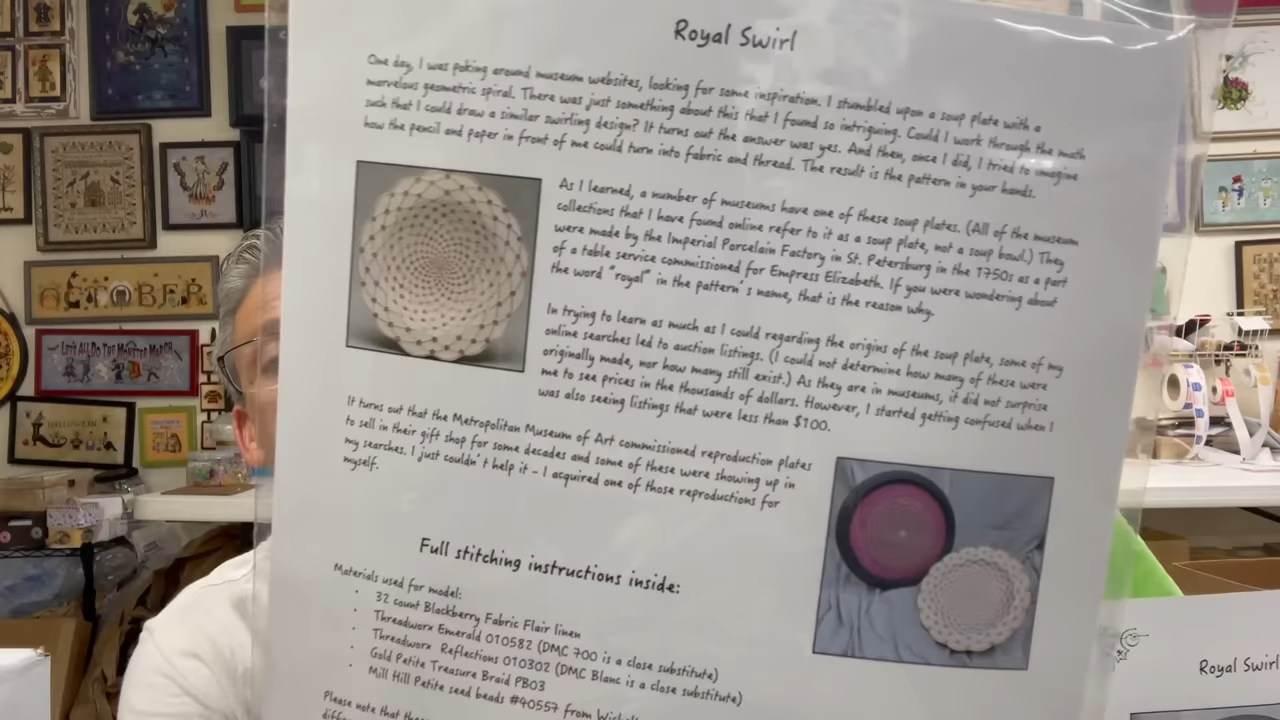 Royal Swirl
One day, I was poking around museum websites, looking for some inspiration. I stumbled upon a soup plate with a
marvelous geometric spiral. There was just something about this that I found so intriguing. Could I work through the math
such that I could draw a similar swirling design? It turns out the answer was yes. And then, once I did, I tried to imagine
how the pencil and paper in front of me could turn into fabric and thread. The result is the pattern in your hands.
As I learned, a number of museums have one of these soup plates. (All of the museum
collections that I have found online refer to it as a soup plate, not a soup bowl.) They
were made by the Imperial Porcelain Factory in St. Petersburg in the 1750s as a part
of a table service commissioned for Empress Elizabeth. If you were wondering about
the word "royal" in the pattern's name, that is the reason why.
In trying to learn as much as I could regarding the origins of the soup plate, some of my
online searches led to auction listings. (I could not determine how many of these were
originally made, nor how many still exist.) As they are in museums, it did not surprise
me to see prices in the thousands of dollars. However, I started getting confused when I
was also seeing listings that were less than $100.
It turns out that the Metropolitan Museum of Art commissioned reproduction plates
to sell in their gift shop for some decades and some of these were showing up in
my searches. I just couldn't help it – I acquired one of those reproductions for
myself.
Full stitching instructions inside:
Materials used for model:
• 32 count Blackberry Fabric Flair linen
• Threadworx Emerald 010582 (DMC 700 is a close substitute)
• Threadworx Reflections 010302 (DMC Blanc is a close substitute)
• Gold Petite Treasure Braid PB03
• Mill Hill Petite seed beads #40557 from
Please note that
OCTOBER
LET'S ALL DO THE MONSTER MARCH
HALLOWEEN
Royal Swirl